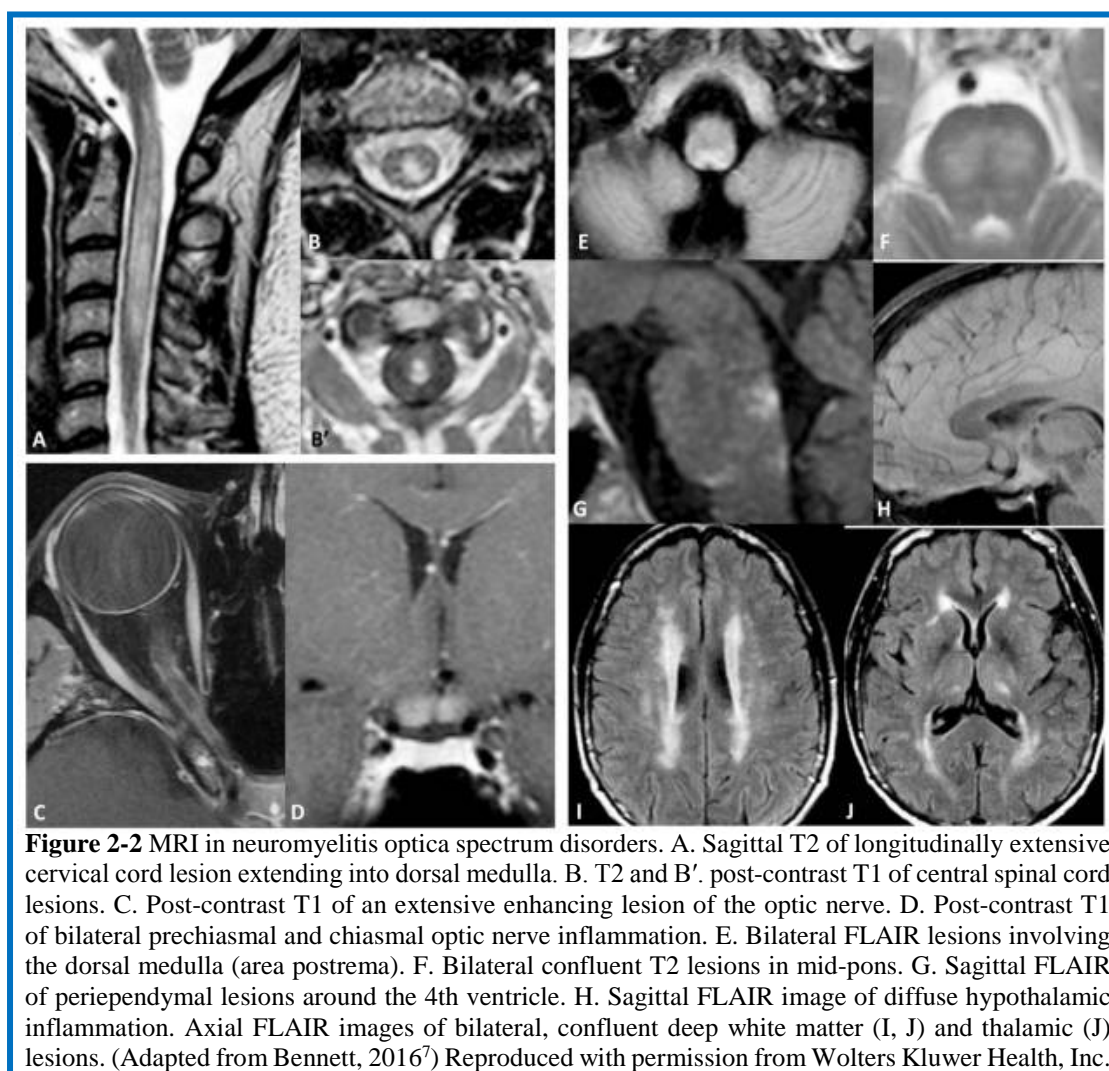 A
B
B′
C
D
E
F
G
H
I
J
Figure 2-2 MRI in neuromyelitis optica spectrum disorders. A. Sagittal T2 of longitudinally extensive
cervical cord lesion extending into dorsal medulla. B. T2 and B′. post-contrast T1 of central spinal cord
lesions. C. Post-contrast T1 of an extensive enhancing lesion of the optic nerve. D. Post-contrast T1
of bilateral prechiasmal and chiasmal optic nerve inflammation. E. Bilateral FLAIR lesions involving
the dorsal medulla (area postrema). F. Bilateral confluent T2 lesions in mid-pons. G. Sagittal FLAIR
of periependymal lesions around the 4th ventricle. H. Sagittal FLAIR image of diffuse hypothalamic
inflammation. Axial FLAIR images of bilateral, confluent deep white matter (I, J) and thalamic (J)
lesions. (Adapted from Bennett, 2016⁷) Reproduced with permission from Wolters Kluwer Health, Inc.